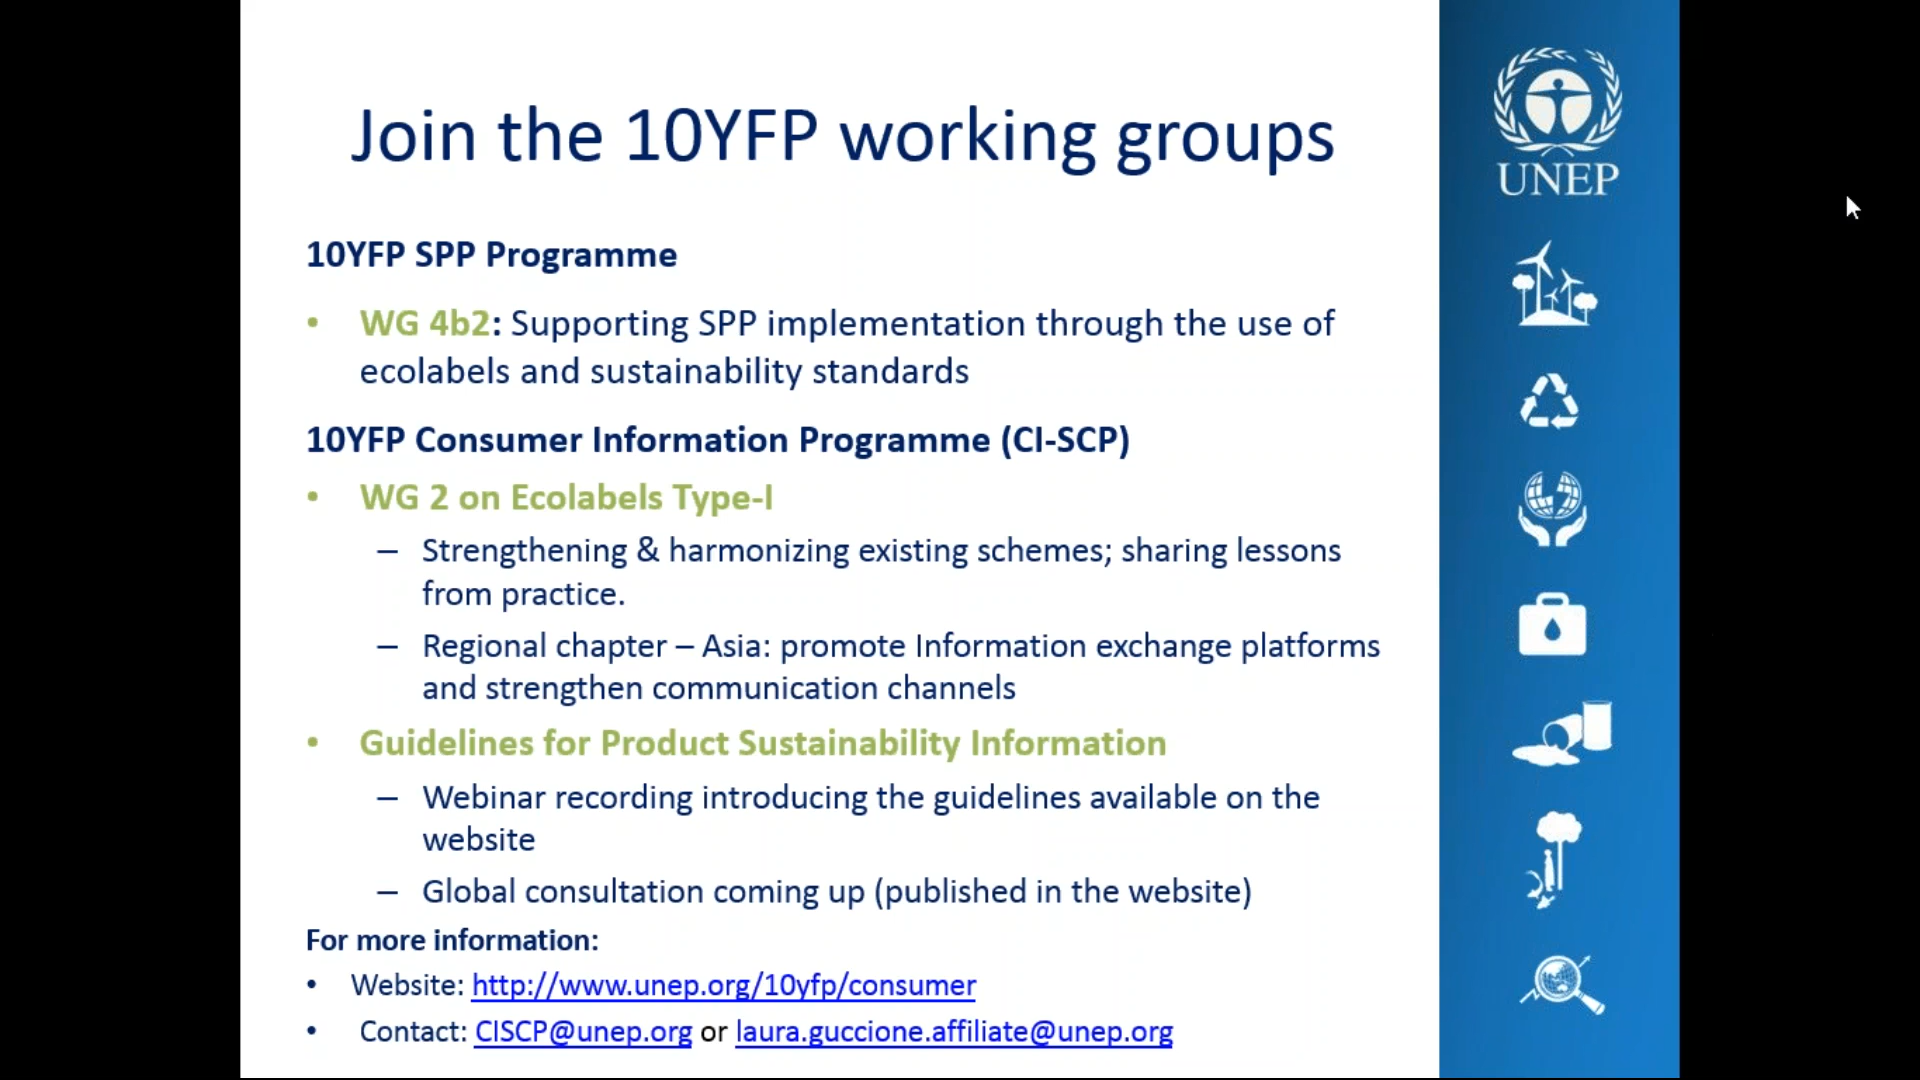 Join the 10YFP working groups
UNEP
10YFP SPP Programme
• WG 4b2: Supporting SPP implementation through the use of
ecolabels and sustainability standards
10YFP Consumer Information Programme (CI-SCP)
• WG 2 on Ecolabels Type-I
– Strengthening & harmonizing existing schemes; sharing lessons
from practice.
– Regional chapter – Asia: promote Information exchange platforms
and strengthen communication channels
• Guidelines for Product Sustainability Information
– Webinar recording introducing the guidelines available on the
website
– Global consultation coming up (published in the website)
For more information:
• Website: http://www.unep.org/10yfp/consumer
• Contact: CISCP@unep.org or laura.guccione.affiliate@unep.org